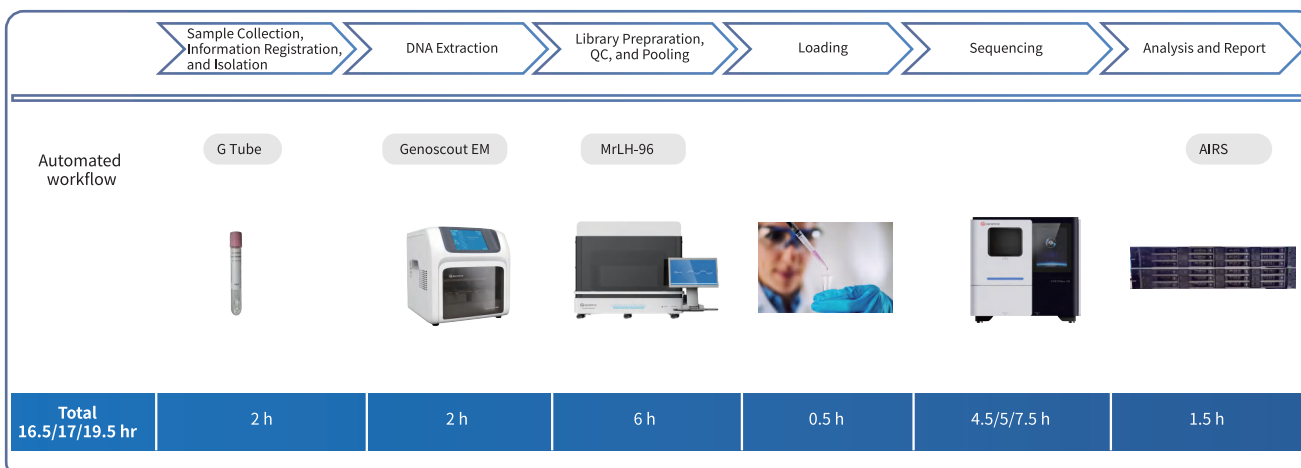 Sample Collection,
Information Registration,
and Isolation
DNA Extraction
Library Prepraration,
QC, and Pooling
Loading
Sequencing
Analysis and Report
Automated
workflow
G Tube
Genoscout EM
MrLH-96
AIRS
Total
16.5/17/19.5 hr
2 h
2 h
6 h
0.5 h
4.5/5/7.5 h
1.5 h